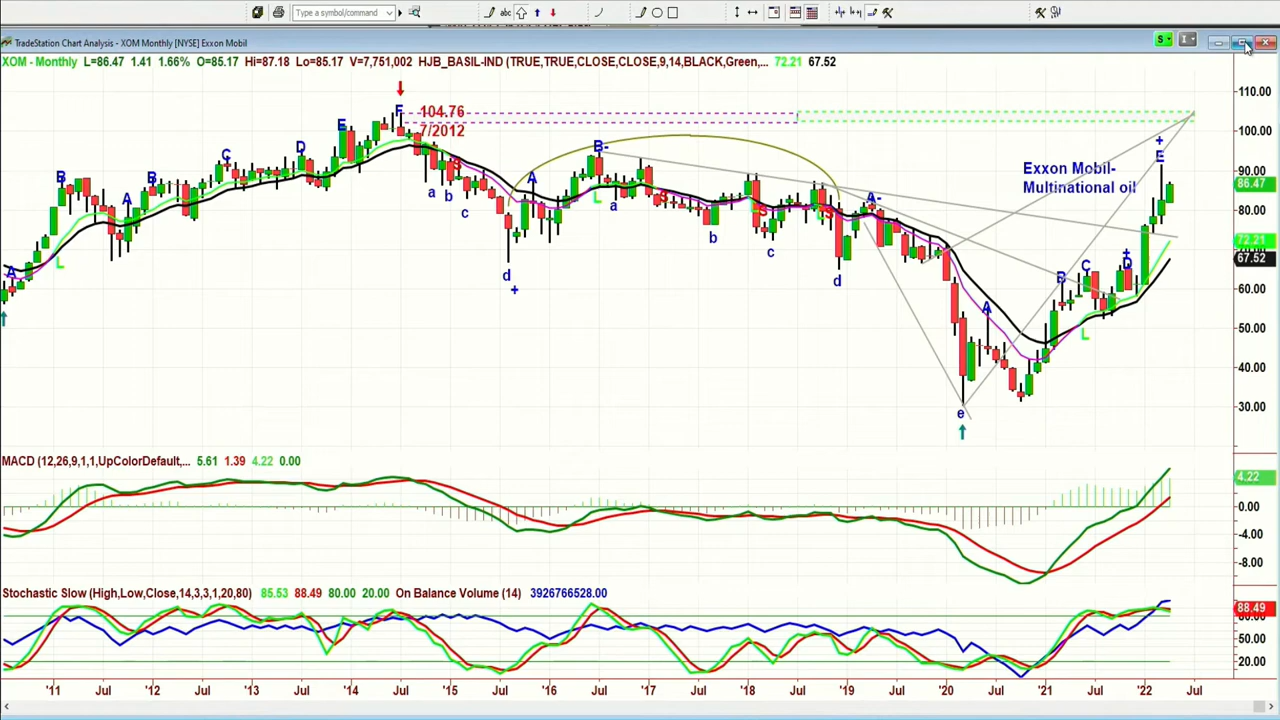 Type a symbol/command
abc
TradeStation Chart Analysis - XOM Monthly [NYSE] Exxon Mobil
S
I
XOM - Monthly L=86.47 1.41 1.66% O=85.17 Hi=87.18 Lo=85.17 V=7,751,002 HJB_BASIL-IND (TRUE,TRUE,CLOSE,CLOSE,9,14,BLACK,Green,... 72.21 67.52
110.00
F
104.76
100.00
E
7/2012
+
B-
D
C
E
S
Exxon Mobil-
90.00
B
B
A
Multinational oil
86.47
a
b
A
L
a
S
S
A-
80.00
c
L
S
L
b
72.21
A
L
d
c
+
67.52
d
B
C
D
60.00
+
A
50.00
L
40.00
e
30.00
MACD (12,26,9,1,1,UpColorDefault,... 5.61 1.39 4.22 0.00
4.22
0.00
-4.00
-8.00
Stochastic Slow (High,Low,Close,14,3,3,1,20,80) 85.53 88.49 80.00 20.00 On Balance Volume (14) 3926766528.00
88.49
50.00
20.00
'11 Jul '12 Jul '13 Jul '14 Jul '15 Jul '16 Jul '17 Jul '18 Jul '19 Jul '20 Jul '21 Jul '22 Jul